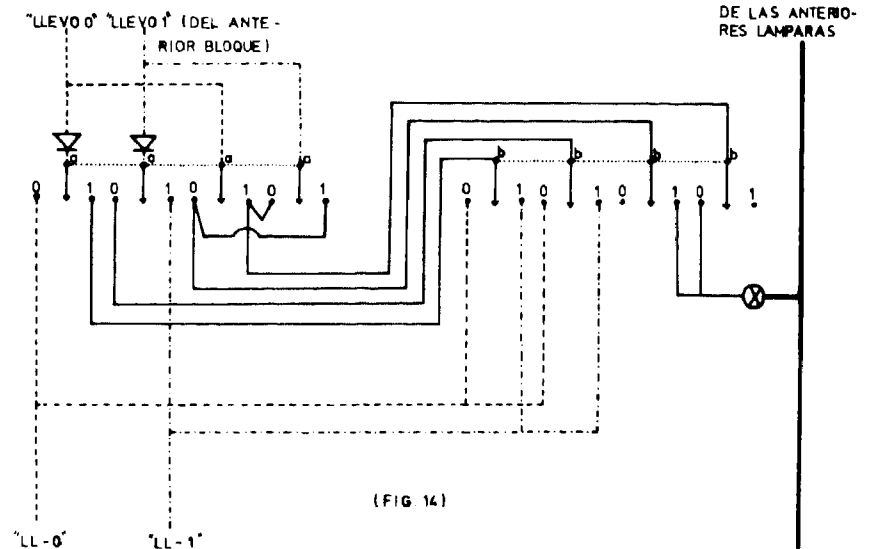 "LLEVO 0" "LLEVO 1" (DEL ANTE-
RIOR BLOQUE)
DE LAS ANTERIO-
RES LAMPARAS
a a a a
b b b b
0 1 0 1 0 1 0 1
0 1 0 1 0 1 0 1
(FIG. 14)
"LL-0" "LL-1"